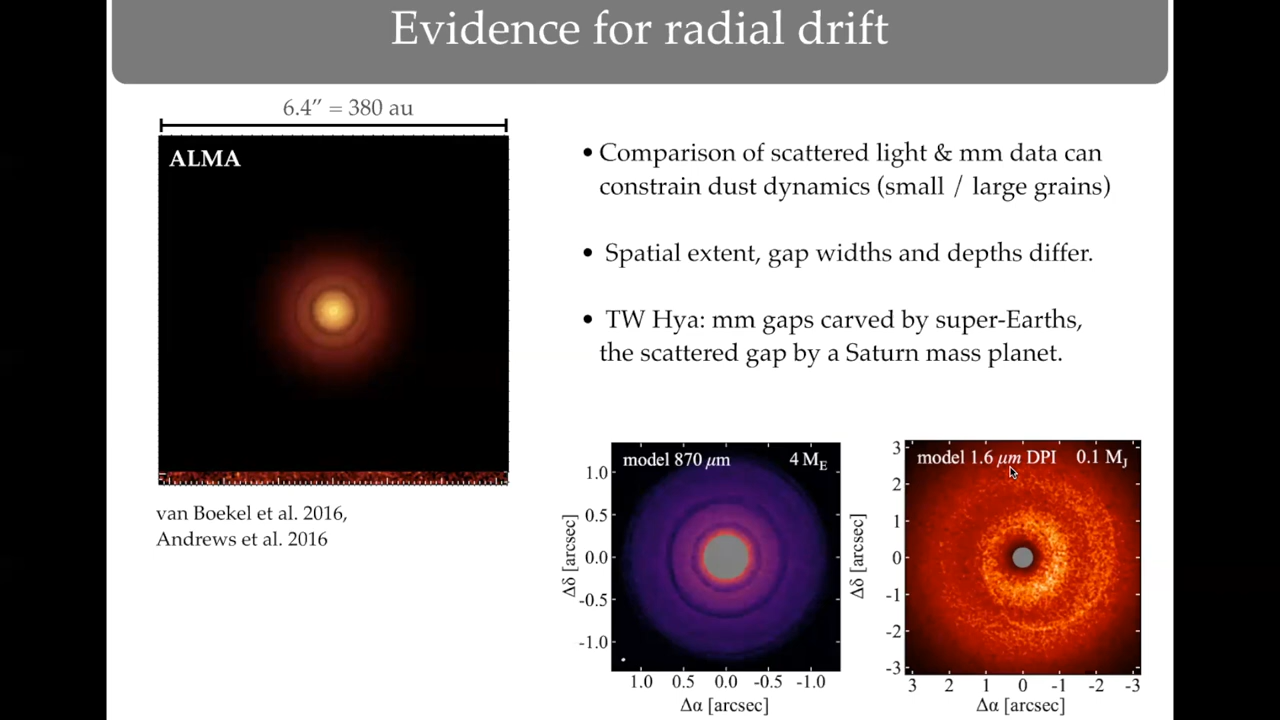 Evidence for radial drift
6.4″ = 380 au
ALMA
van Boekel et al. 2016,
Andrews et al. 2016
• Comparison of scattered light & mm data can
constrain dust dynamics (small / large grains)
• Spatial extent, gap widths and depths differ.
• TW Hya: mm gaps carved by super-Earths,
the scattered gap by a Saturn mass planet.
model 870 μm 4 M_E
1.0
0.5
0.0
-0.5
-1.0
Δδ [arcsec]
1.0 0.5 0.0 -0.5 -1.0
Δα [arcsec]
model 1.6 μm DPI 0.1 M_J
3
2
1
0
-1
-2
-3
Δδ [arcsec]
3 2 1 0 -1 -2 -3
Δα [arcsec]